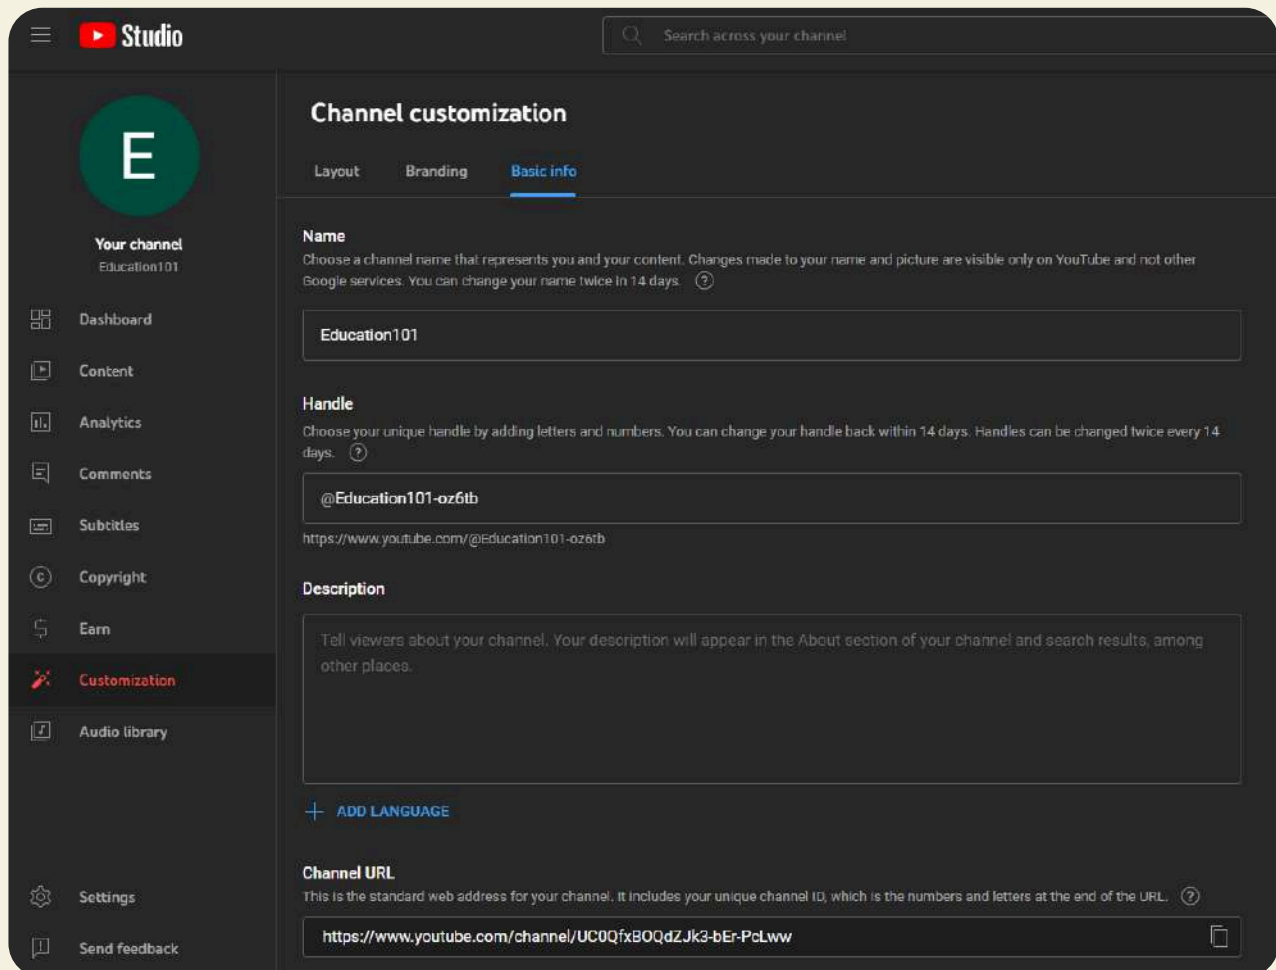 Studio
Search across your channel
E
Your channel
Education101
Dashboard
Content
Analytics
Comments
Subtitles
Copyright
Earn
Customization
Audio library
Settings
Send feedback
Channel customization
Layout Branding Basic info
Name
Choose a channel name that represents you and your content. Changes made to your name and picture are visible only on YouTube and not other
Google services. You can change your name twice in 14 days. ?
Education101
Handle
Choose your unique handle by adding letters and numbers. You can change your handle back within 14 days. Handles can be changed twice every 14
days. ?
@Education101-oz6tb
https://www.youtube.com/@Education101-oz6tb
Description
Tell viewers about your channel. Your description will appear in the About section of your channel and search results, among
other places.
+ ADD LANGUAGE
Channel URL
This is the standard web address for your channel. It includes your unique channel ID, which is the numbers and letters at the end of the URL. ?
https://www.youtube.com/channel/UC0QfxBOQdZJk3-bEr-PcLww